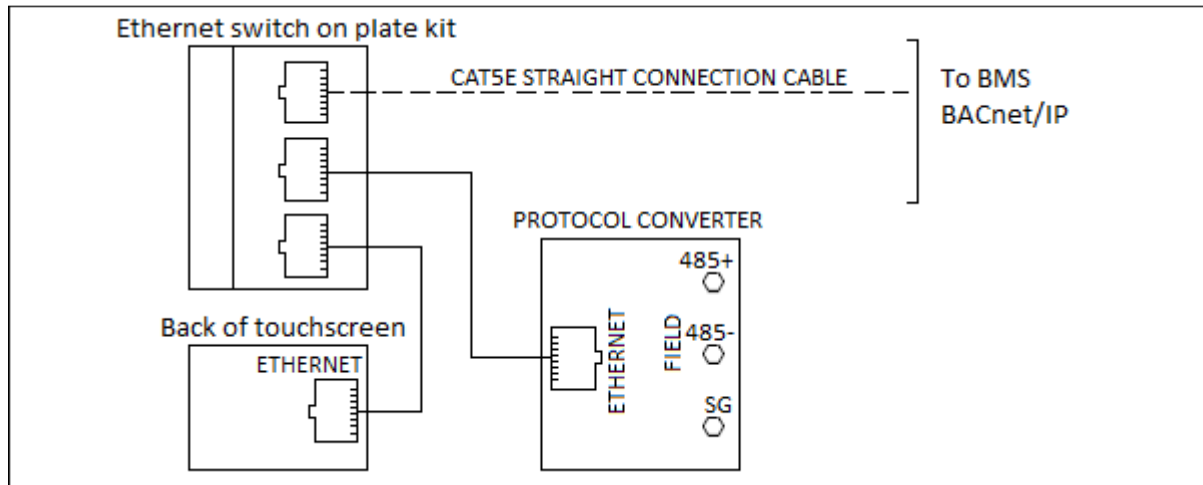 Ethernet switch on plate kit
CAT5E STRAIGHT CONNECTION CABLE
To BMS
BACnet/IP
PROTOCOL CONVERTER
485+
485-
SG
FIELD
ETHERNET
Back of touchscreen
ETHERNET